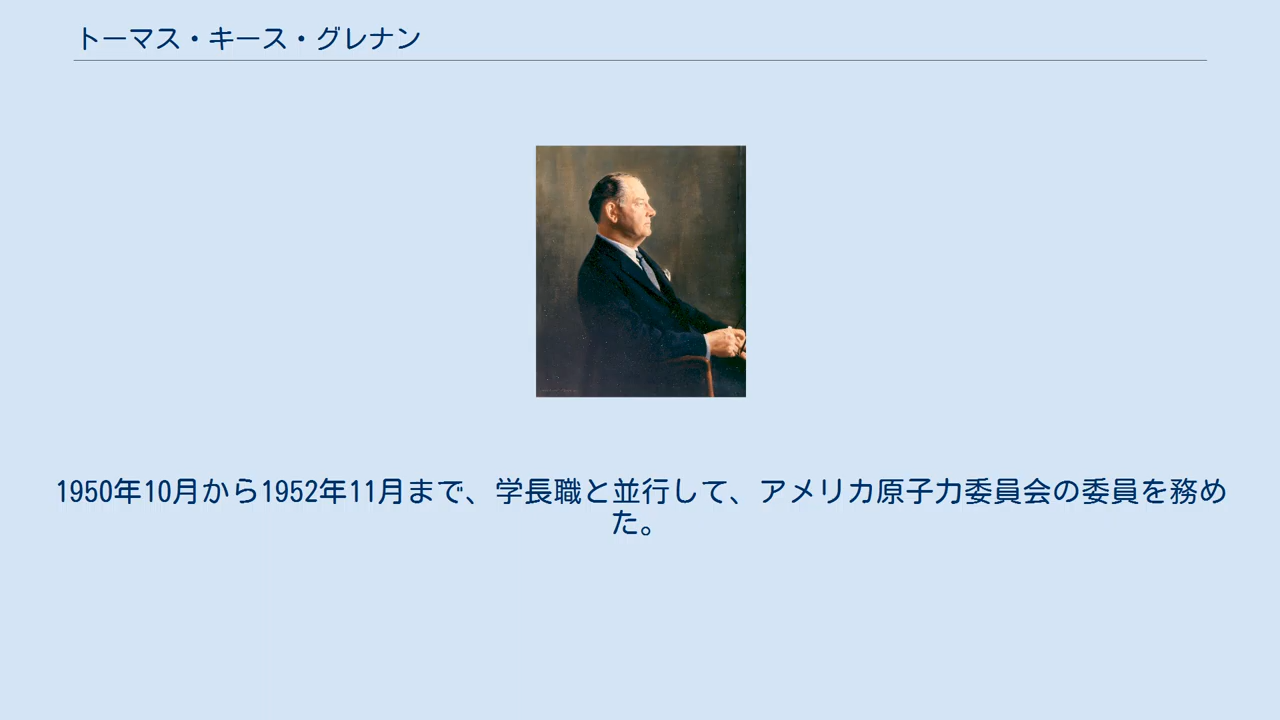 トーマス・キース・グレナン
1950年10月から1952年11月まで、学長職と並行して、アメリカ原子力委員会の委員を務め
た。